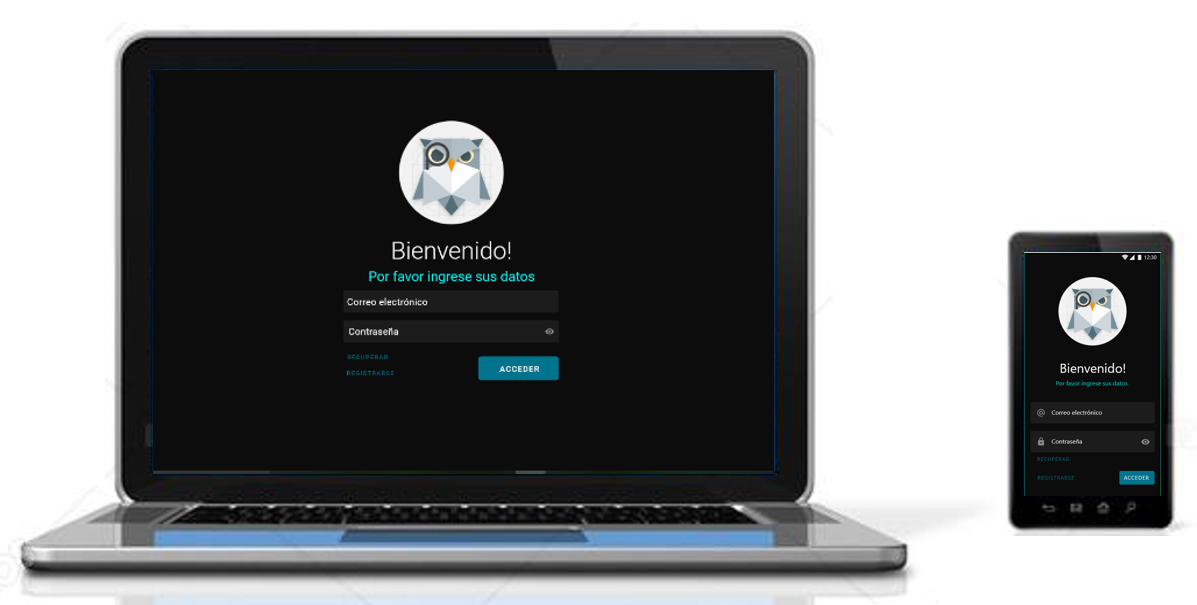 Bienvenido!
Por favor ingrese sus datos
Correo electrónico
Contraseña
RECUPERAR
REGISTRARSE
ACCEDER
12:30
Bienvenido!
Por favor ingrese sus datos
Correo electrónico
Contraseña
RECUPERAR
REGISTRARSE
ACCEDER